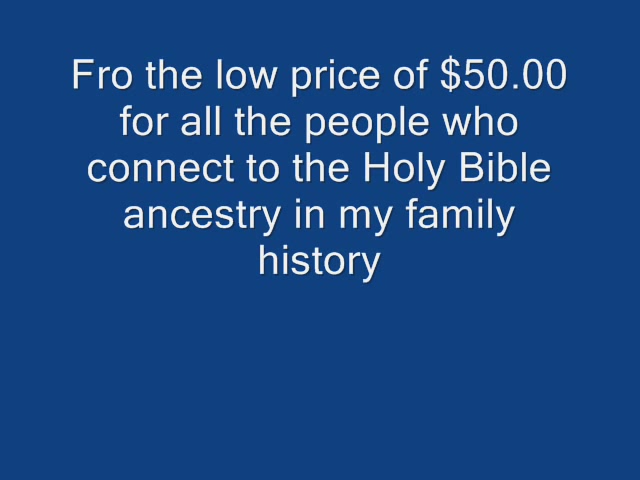 Fro the low price of $50.00
for all the people who
connect to the Holy Bible
ancestry in my family
history